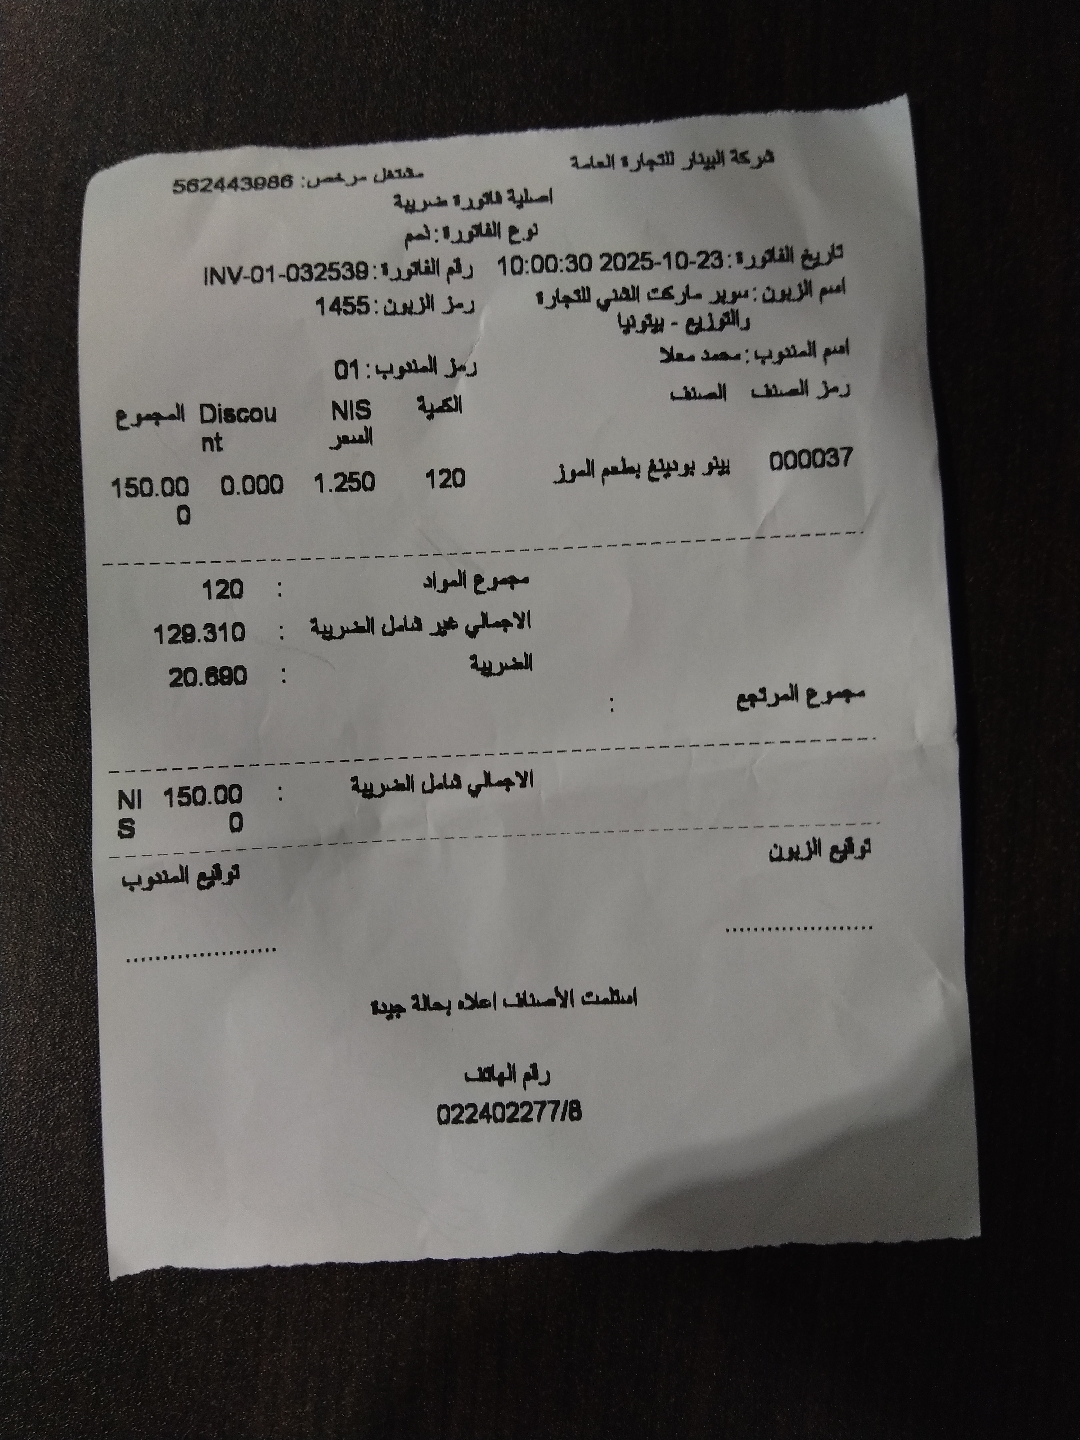 شركة البينار للتجارة العامة مشتغل مرخص: 562443986
اصلية فاتورة ضريبة
نوع الفاتورة: ذمم
تاريخ الفاتورة: 2025-10-23 10:00:30 رقم الفاتورة: INV-01-032539
اسم الزبون: سوبر ماركت الشني للتجارة رمز الزبون: 1455
والتوزيع - بيتونيا
اسم المندوب: محمد معلا رمز المندوب: 01
رمز الصنف الصنف الكمية NIS Discou المجموع
السعر nt
000037 بينو بودينغ بطعم الموز 120 1.250 0.000 150.00
0
مجموع المواد : 120
الاجمالي غير شامل الضريبة : 129.310
الضريبة : 20.690
مجموع المرتجع :
الاجمالي شامل الضريبة : 150.00 NI
0 S
توقيع الزبون توقيع المندوب
استلمت الأصناف اعلاه بحالة جيدة
رقم الهاتف
022402277/8